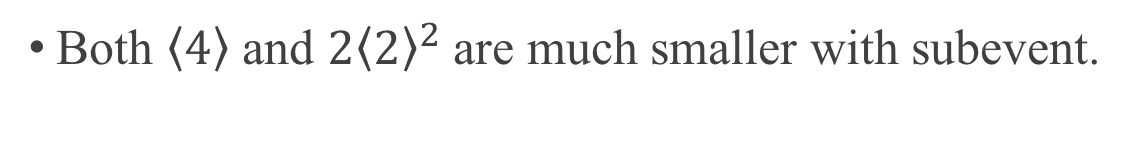 • Both ⟨4⟩ and 2⟨2⟩² are much smaller with subevent.